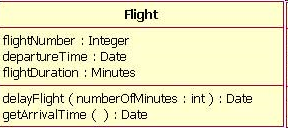 Flight
flightNumber : Integer
departureTime : Date
flightDuration : Minutes
delayFlight ( numberOfMinutes : int ) : Date
getArrivalTime ( ) : Date